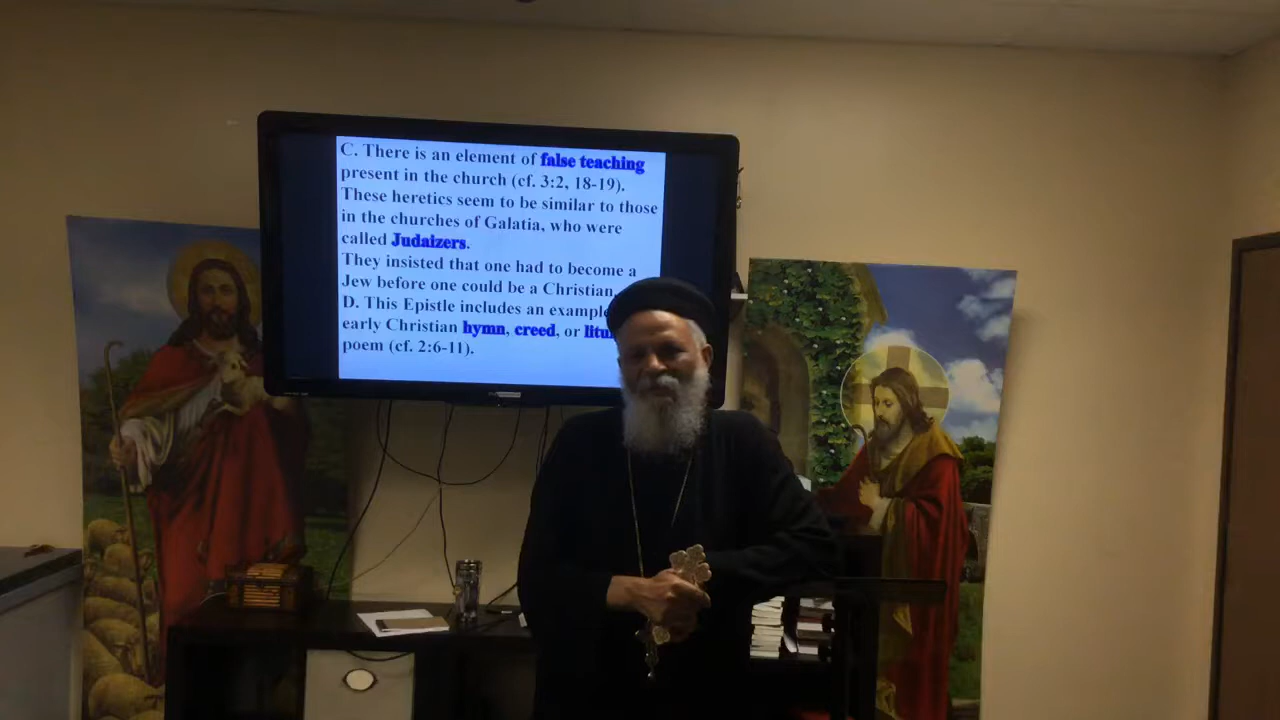 C. There is an element of false teaching
present in the church (cf. 3:2, 18-19).
These heretics seem to be similar to those
in the churches of Galatia, who were
called Judaizers.
They insisted that one had to become a
Jew before one could be a Christian.
D. This Epistle includes an example
early Christian hymn, creed, or litu
poem (cf. 2:6-11).